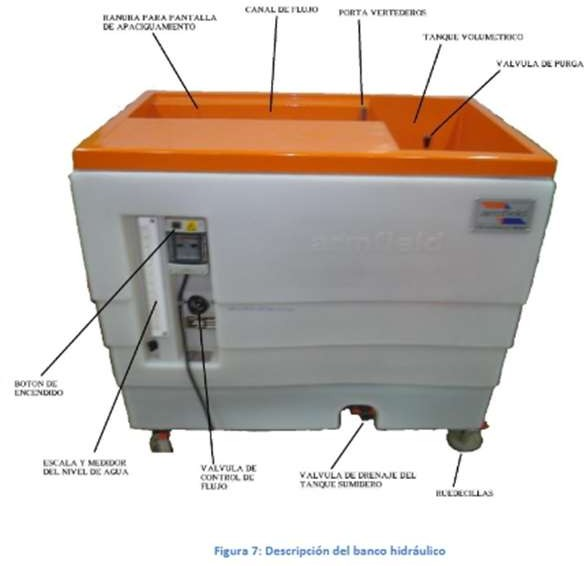 RANURA PARA PANTALLA
DE APACIGUAMIENTO
CANAL DE FLUJO
PORTA VERTEDEROS
TANQUE VOLUMETRICO
VALVULA DE PURGA
armfield
armfield
BOTON DE
ENCENDIDO
ESCALA Y MEDIDOR
DEL NIVEL DE AGUA
VALVULA DE
CONTROL DE
FLUJO
VALVULA DE DRENAJE DEL
TANQUE SUMIDERO
RUEDECILLAS
Figura 7: Descripción del banco hidráulico